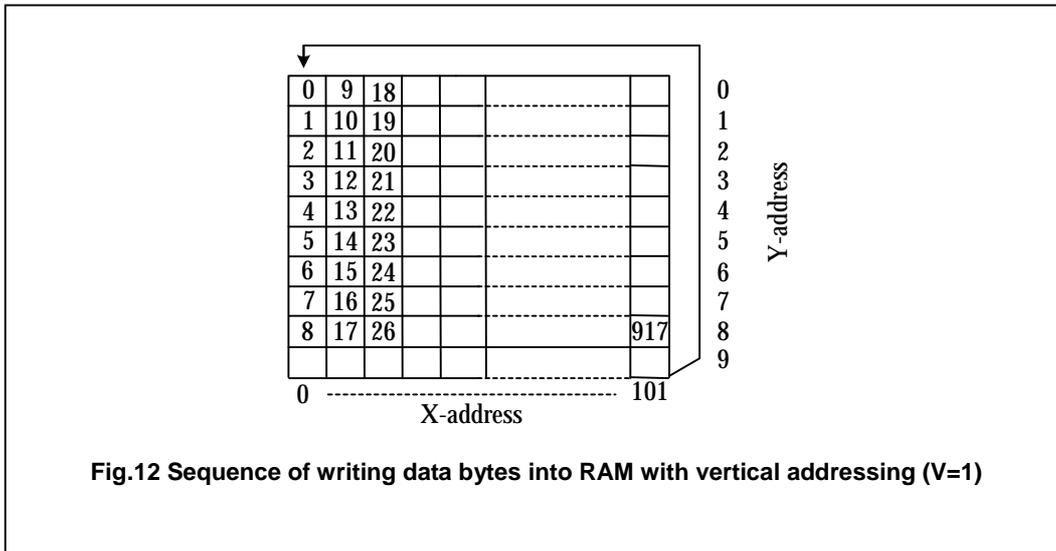 0 9 18 0
1 10 19 1
2 11 20 2
3 12 21 3
4 13 22 4
5 14 23 5
6 15 24 6
7 16 25 7
8 17 26 917 8
9
Y-address
0 101
X-address
Fig.12 Sequence of writing data bytes into RAM with vertical addressing (V=1)